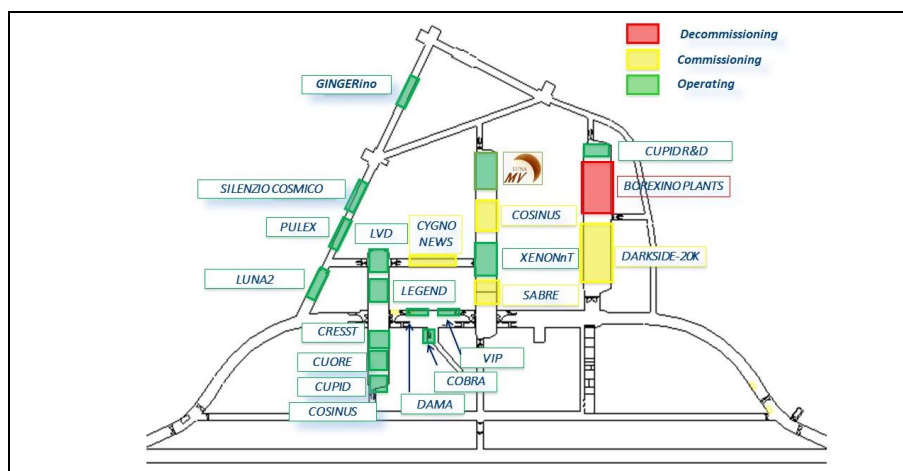 Decommissioning
Commissioning
Operating
GINGERino
CUPID R&D
LUNA
MV
SILENZIO COSMICO
BOREXINO PLANTS
COSINUS
PULEX
LVD
CYGNO
NEWS
XENONnT
DARKSIDE-20K
LUNA2
LEGEND
SABRE
CRESST
VIP
CUORE
COBRA
CUPID
DAMA
COSINUS